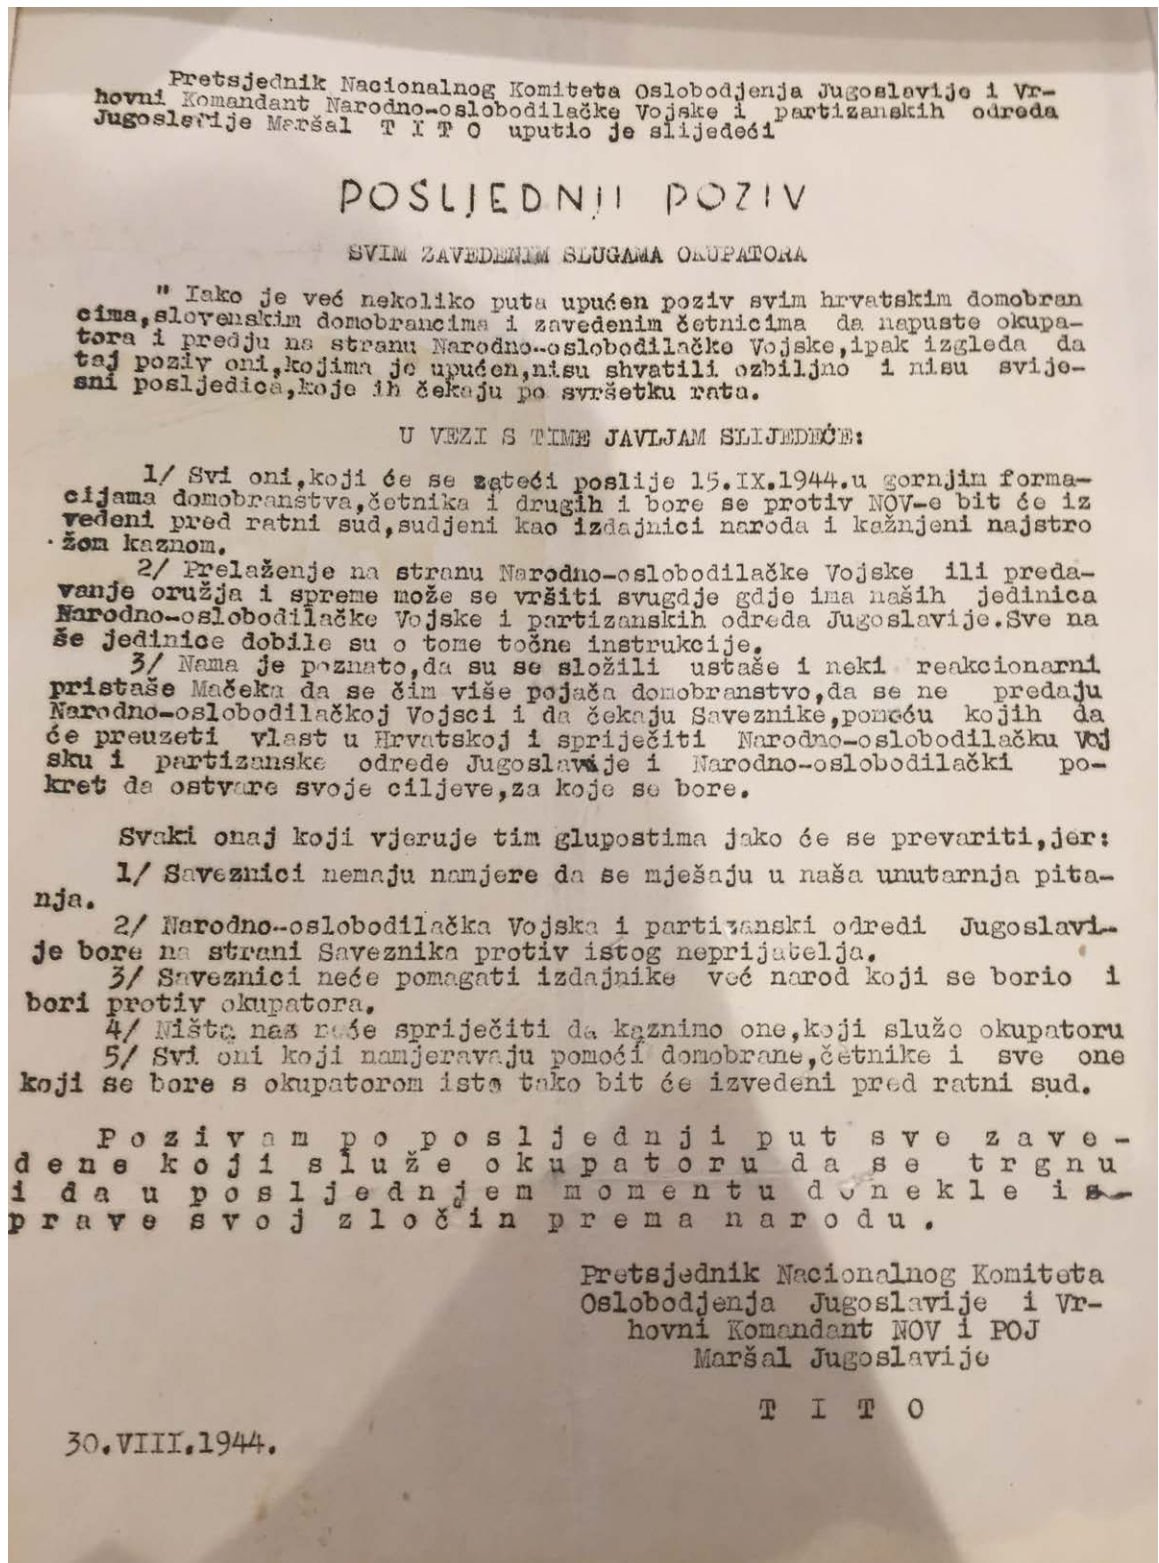 Pretsjednik Nacionalnog Komiteta Oslobodjenja Jugoslavije i Vr-
hovni Komandant Narodno-oslobodilačke Vojske i partizanskih odreda
Jugoslavije Maršal T I T O uputio je slijedeći
POSLJEDNJI POZIV
SVIM ZAVEDENIM SLUGAMA OKUPATORA
" Iako je već nekoliko puta upućen poziv svim hrvatskim domobran
cima,slovenskim domobrancima i zavedenim četnicima da napuste okupa-
tora i predju na stranu Narodno-oslobodilačke Vojske,ipak izgleda da
taj poziv oni,kojima je upućen,nisu shvatili ozbiljno i nisu svije-
sni posljedica,koje ih čekaju po svršetku rata.
U VEZI S TIME JAVLJAM SLIJEDEĆE:
1/ Svi oni,koji će se zateći poslije 15.IX.1944.u gornjim forma-
cijama domobranstva,četnika i drugih i bore se protiv NOV-e bit će iz
vedeni pred ratni sud,sudjeni kao izdajnici naroda i kažnjeni najstro
žom kaznom.
2/ Prelaženje na stranu Narodno-oslobodilačke Vojske ili preda-
vanje oružja i spreme može se vršiti svugdje gdje ima naših jedinica
Narodno-oslobodilačke Vojske i partizanskih odreda Jugoslavije.Sve na
še jedinice dobile su o tome točne instrukcije.
3/ Nama je poznato,da su se složili ustaše i neki reakcionarni
pristaše Mačeka da se čim više pojača domobranstvo,da se ne predaju
Narodno-oslobodilačkoj Vojsci i da čekaju Saveznike,pomoću kojih da
će preuzeti vlast u Hrvatskoj i spriječiti Narodno-oslobodilačku Voj
sku i partizanske odrede Jugoslavije i Narodno-oslobodilački po-
kret da ostvare svoje ciljeve,za koje se bore.
Svaki onaj koji vjeruje tim glupostima jako će se prevariti,jer:
1/ Saveznici nemaju namjere da se mješaju u naša unutarnja pita-
nja.
2/ Narodno-oslobodilačka Vojska i partizanski odredi Jugoslavi-
je bore na strani Saveznika protiv istog neprijatelja.
3/ Saveznici neće pomagati izdajnike već narod koji se borio i
bori protiv okupatora.
4/ Ništa nas neće spriječiti da kaznimo one,koji služe okupatoru
5/ Svi oni koji namjeravaju pomoći domobrane,četnike i sve one
koji se bore s okupatorom isto tako bit će izvedeni pred ratni sud.
P o z i v a m p o p o s l j e d n j i p u t s v e z a v e -
d e n e k o j i s l u ž e o k u p a t o r u d a s e t r g n u
i d a u p o s l j e d n j e m m o m e n t u d o n e k l e i s -
p r a v e s v o j z l o č i n p r e m a n a r o d u .
Pretsjednik Nacionalnog Komiteta
Oslobodjenja Jugoslavije i Vr-
hovni Komandant NOV i POJ
Maršal Jugoslavije
T I T O
30.VIII.1944.